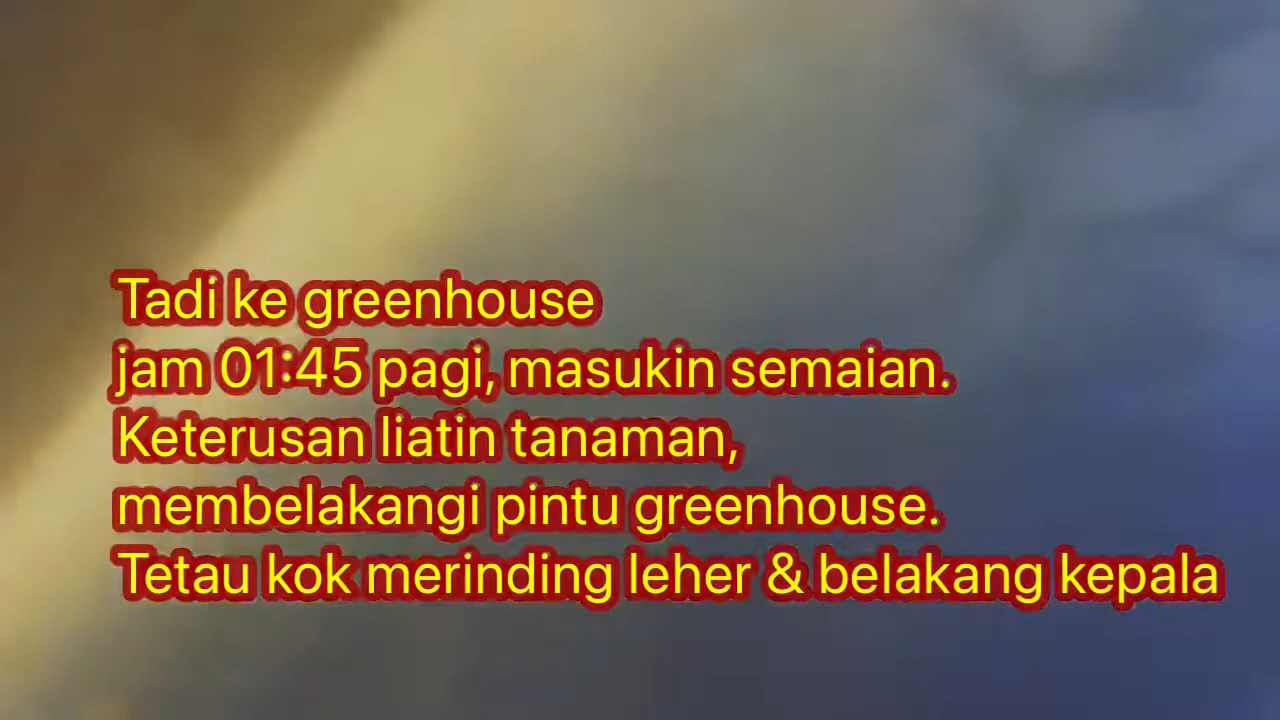 Tadi ke greenhouse
jam 01:45 pagi, masukin semaian.
Keterusan liatin tanaman,
membelakangi pintu greenhouse.
Tetau kok merinding leher & belakang kepala